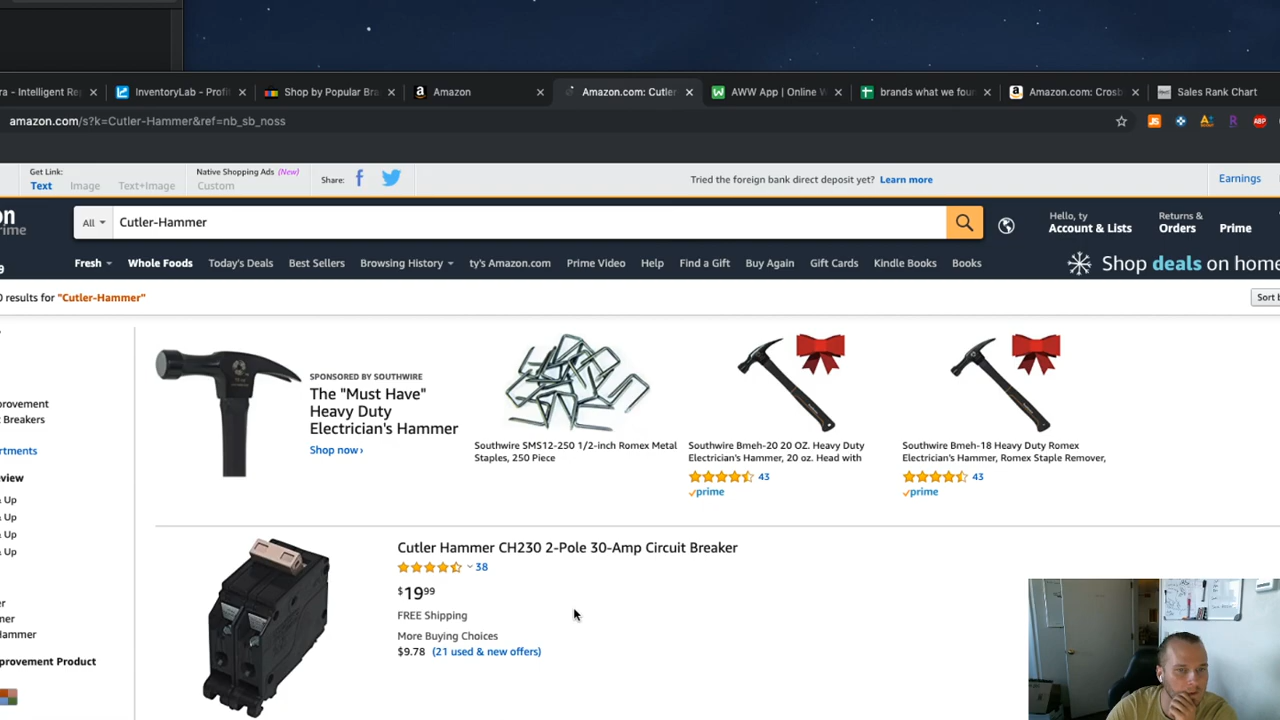 ra - Intelligent Re
InventoryLab - Profi
Shop by Popular Bra
Amazon
Amazon.com: Cutler
AWW App | Online W
brands what we four
Amazon.com: Crosb
Sales Rank Chart
amazon.com/s?k=Cutler-Hammer&ref=nb_sb_noss
JS
ABP
Get Link:
Text Image Text+Image
Native Shopping Ads (New)
Custom
Share:
Tried the foreign bank direct deposit yet? Learn more
Earnings
on
rime
All
Cutler-Hammer
Hello, ty
Account & Lists
Returns &
Orders
Prime
9
Fresh Whole Foods Today's Deals Best Sellers Browsing History ty's Amazon.com Prime Video Help Find a Gift Buy Again Gift Cards Kindle Books Books
Shop deals on home
0 results for "Cutler-Hammer"
Sort b
provement
t Breakers
rtments
view
& Up
& Up
& Up
& Up
er
ner
Hammer
provement Product
SPONSORED BY SOUTHWIRE
The "Must Have"
Heavy Duty
Electrician's Hammer
Shop now›
Southwire SMS12-250 1/2-inch Romex Metal
Staples, 250 Piece
Southwire Bmeh-20 20 OZ. Heavy Duty
Electrician's Hammer, 20 oz. Head with
43
prime
Southwire Bmeh-18 Heavy Duty Romex
Electrician's Hammer, Romex Staple Remover,
43
prime
Cutler Hammer CH230 2-Pole 30-Amp Circuit Breaker
38
$19.99
FREE Shipping
More Buying Choices
$9.78 (21 used & new offers)